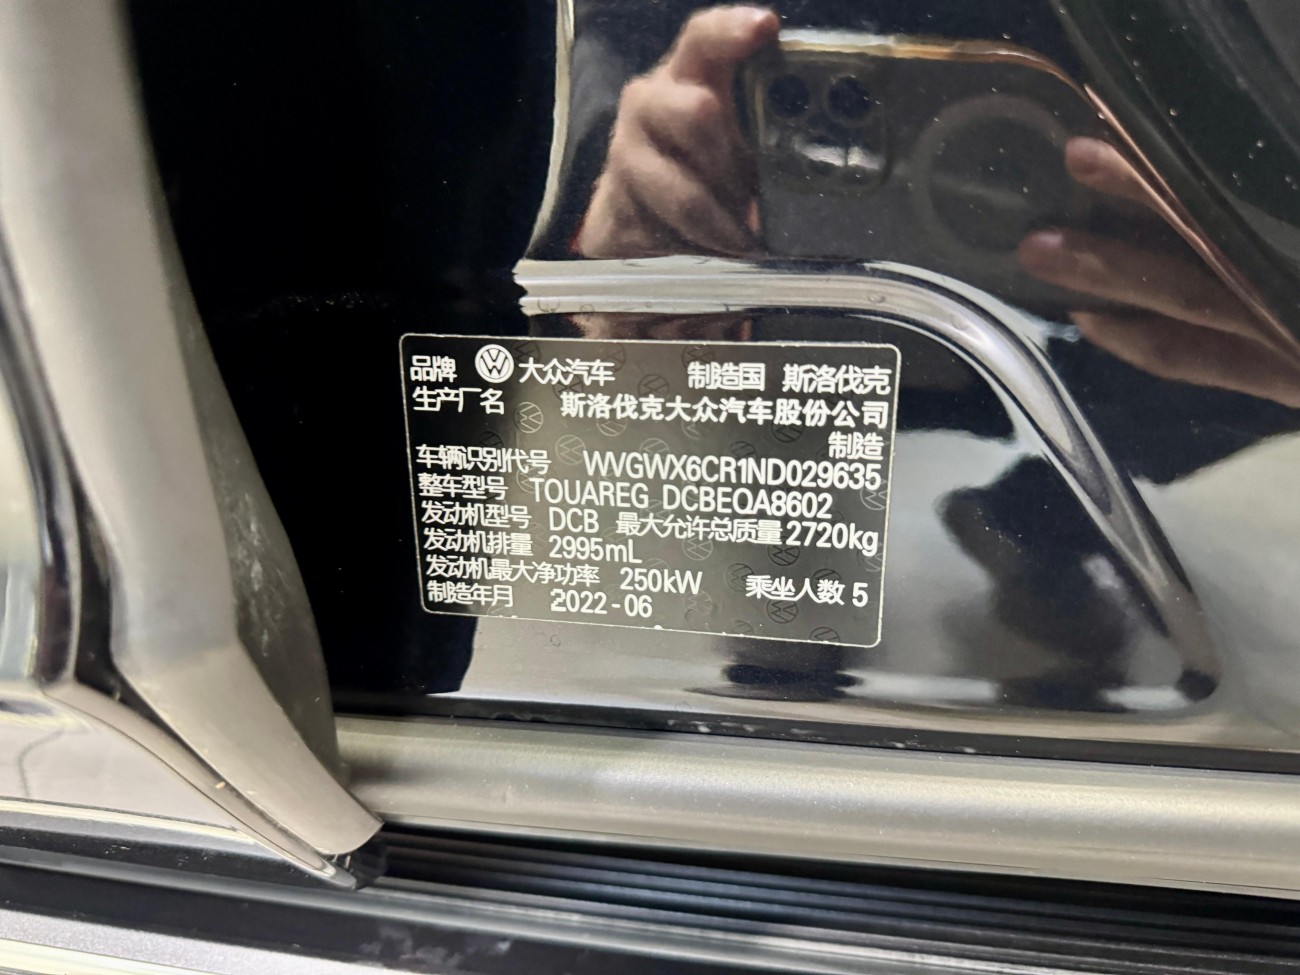 品牌 大众汽车 制造国 斯洛伐克
生产厂名 斯洛伐克大众汽车股份公司
制造
车辆识别代号 WVGWX6CR1ND029635
整车型号 TOUAREG DCBEQA8602
发动机型号 DCB 最大允许总质量 2720kg
发动机排量 2995mL
发动机最大净功率 250kW 乘坐人数 5
制造年月 2022-06